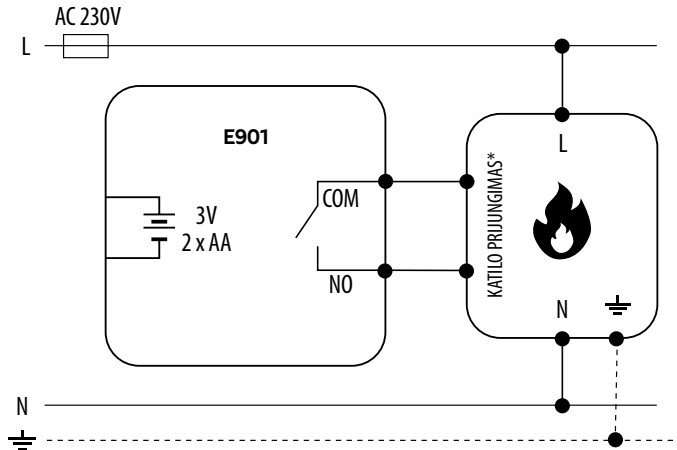 AC 230V
L
E901
COM
3V
2 x AA
NO
KATILO PRIJUNGIMAS*
L
N
N